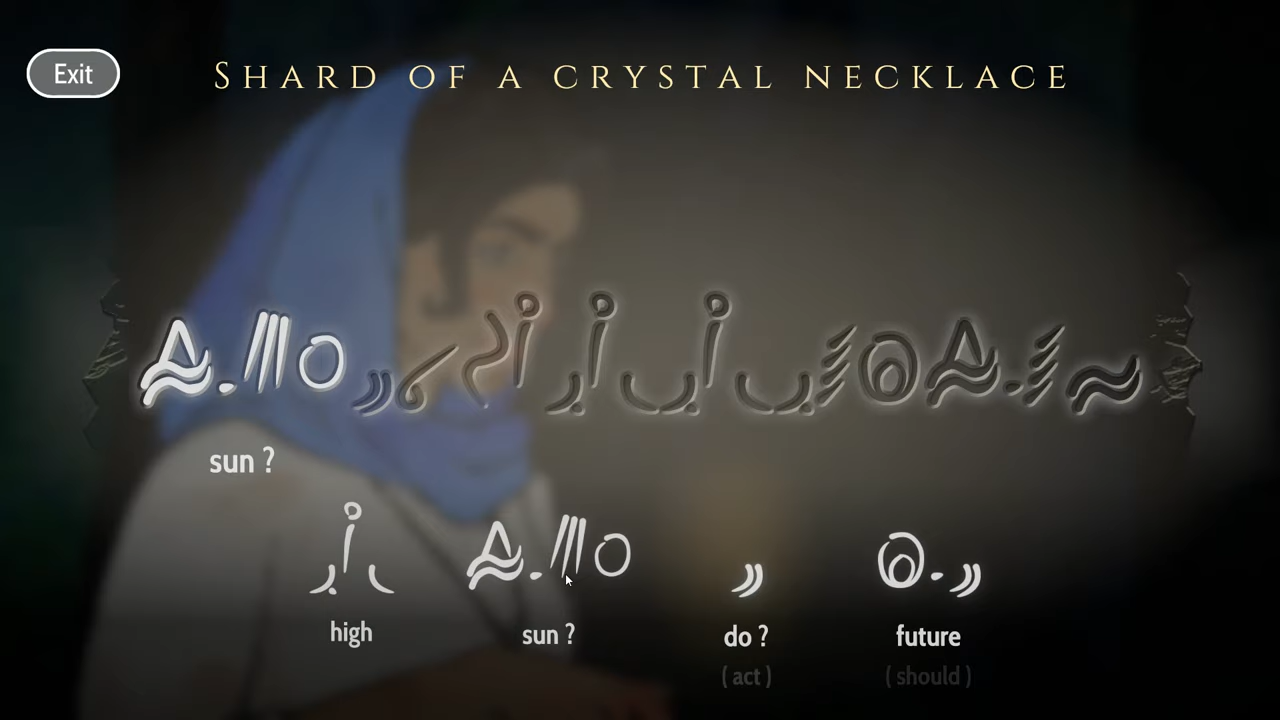 Exit
SHARD OF A CRYSTAL NECKLACE
sun ?
high sun ? do ? future
( act ) ( should )